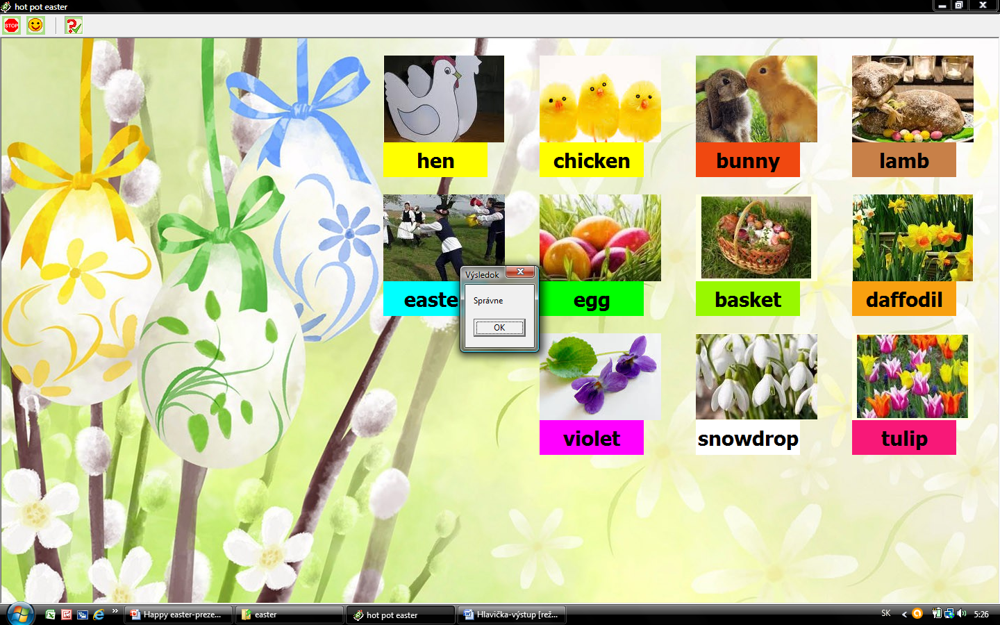 hot pot easter
STOP
hen
chicken
bunny
lamb
easte
egg
basket
daffodil
Výsledok
Správne
OK
violet
snowdrop
tulip
Happy easter-preze...
easter
hot pot easter
Hlavička-výstup [rež...
SK
5:26